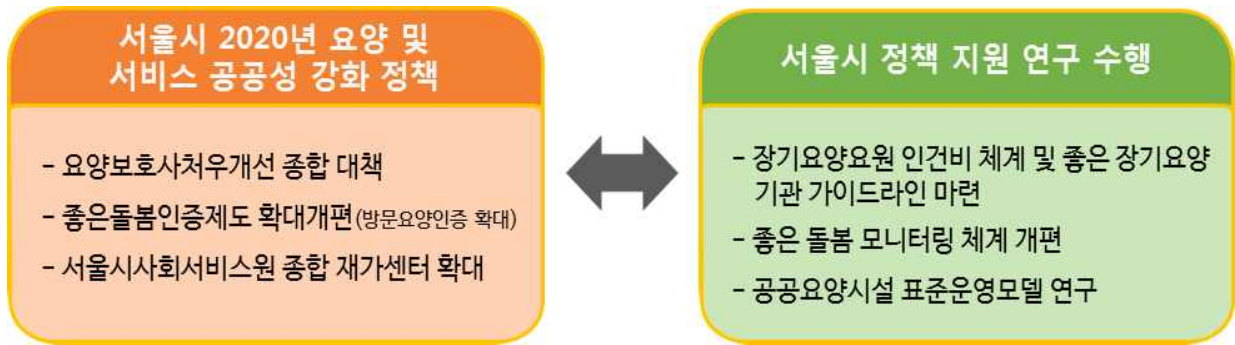 서울시 2020년 요양 및
서비스 공공성 강화 정책
- 요양보호사처우개선 종합 대책
- 좋은돌봄인증제도 확대개편(방문요양인증 확대)
- 서울시사회서비스원 종합 재가센터 확대
서울시 정책 지원 연구 수행
- 장기요양요원 인건비 체계 및 좋은 장기요양
기관 가이드라인 마련
- 좋은 돌봄 모니터링 체계 개편
- 공공요양시설 표준운영모델 연구